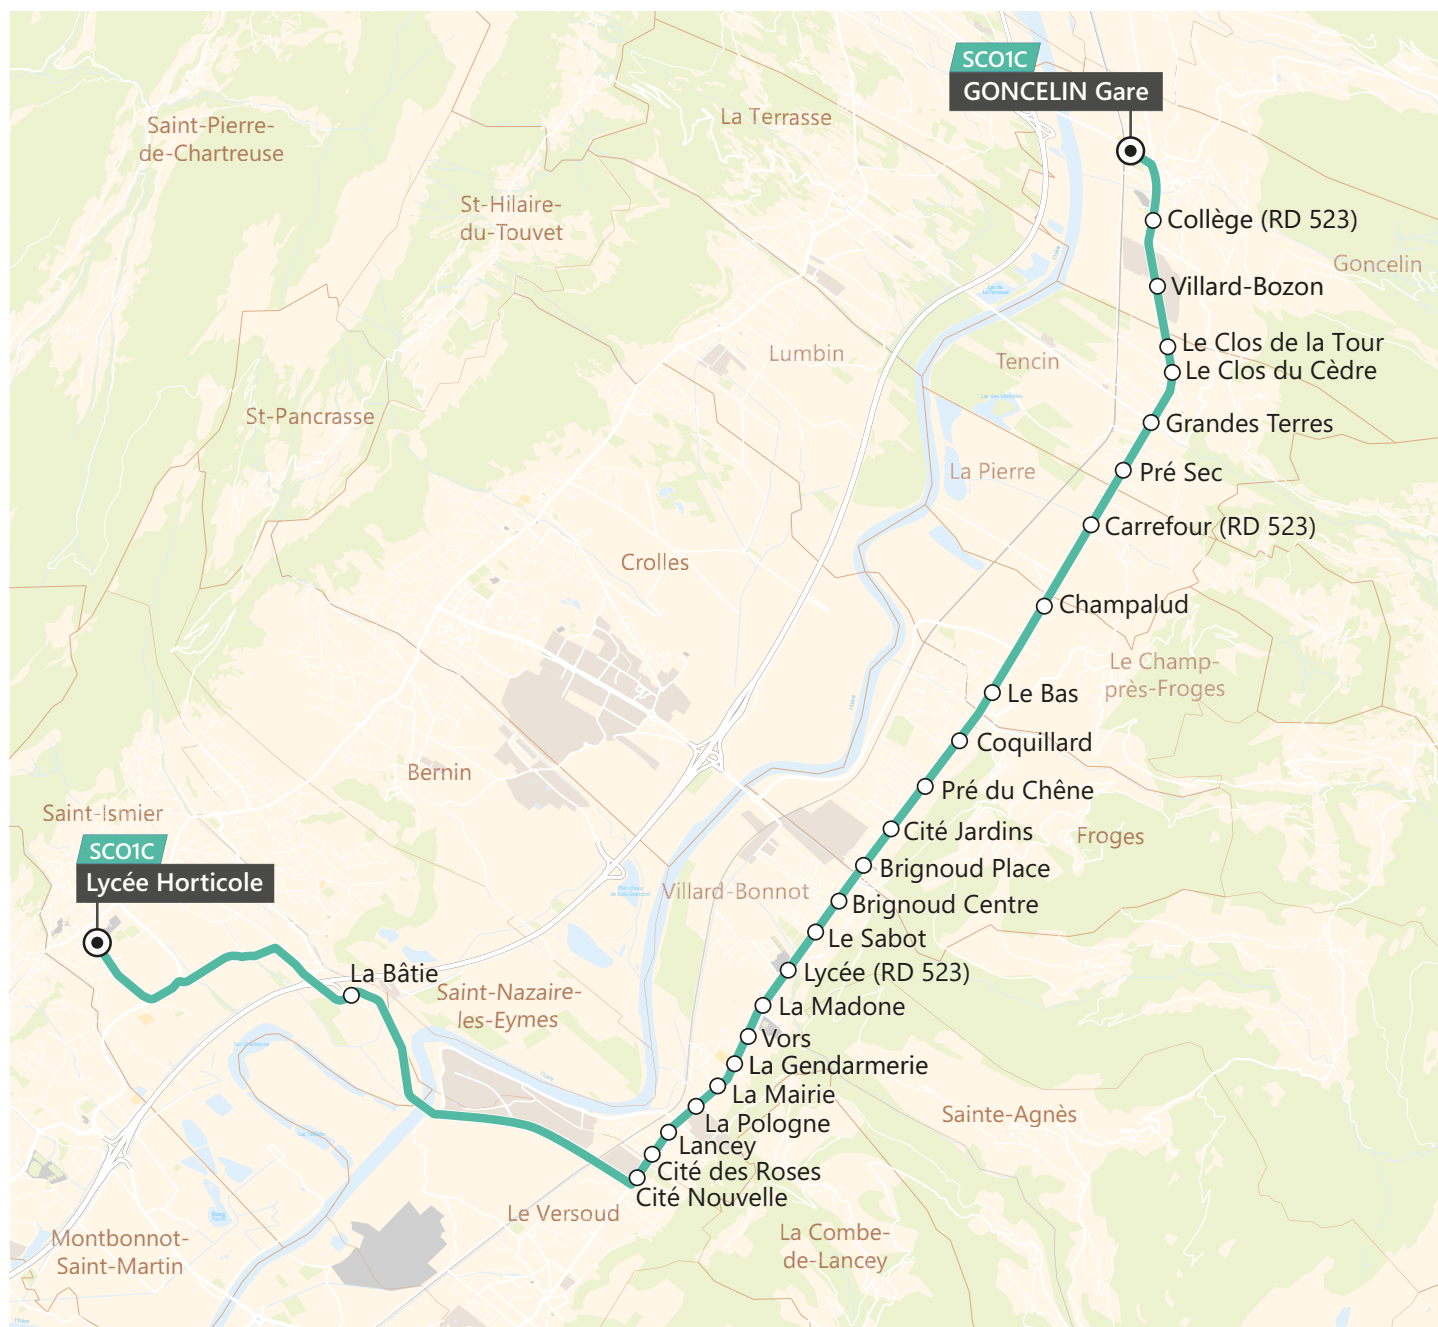 SCO1C
GONCELIN Gare
La Terrasse
Saint-Pierre-
de-Chartreuse
St-Hilaire-
du-Touvet
Collège (RD 523)
Goncelin
Villard-Bozon
Lumbin
Tencin
Le Clos de la Tour
Le Clos du Cèdre
St-Pancrasse
Grandes Terres
La Pierre
Pré Sec
Carrefour (RD 523)
Crolles
Champalud
Le Champ-
près-Froges
Le Bas
Coquillard
Bernin
Pré du Chêne
Saint-Ismier
Cité Jardins
Froges
SCO1C
Lycée Horticole
Brignoud Place
Villard-Bonnot
Brignoud Centre
Le Sabot
La Bâtie
Lycée (RD 523)
Saint-Nazaire-
les-Eymes
La Madone
Vors
La Gendarmerie
La Mairie
Sainte-Agnès
La Pologne
Lancey
Cité des Roses
Cité Nouvelle
Le Versoud
La Combe-
de-Lancey
Montbonnot-
Saint-Martin